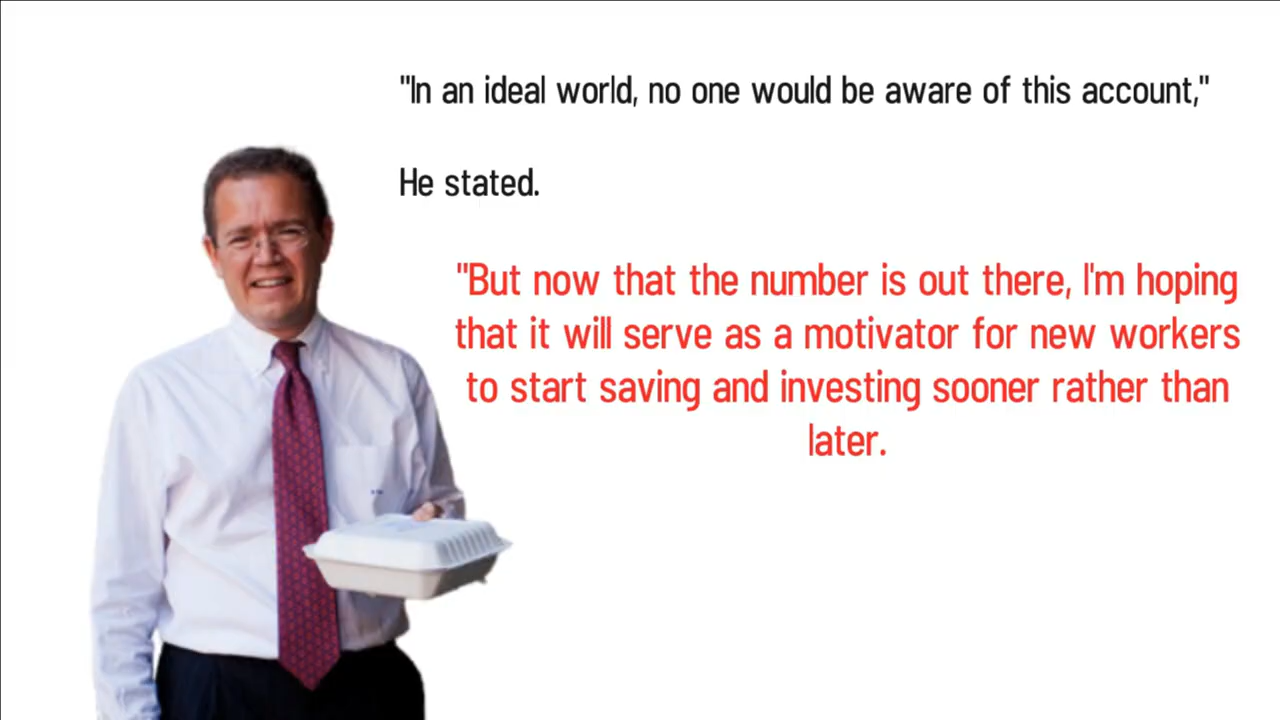 "In an ideal world, no one would be aware of this account,"
He stated.
"But now that the number is out there, I'm hoping
that it will serve as a motivator for new workers
to start saving and investing sooner rather than
later.